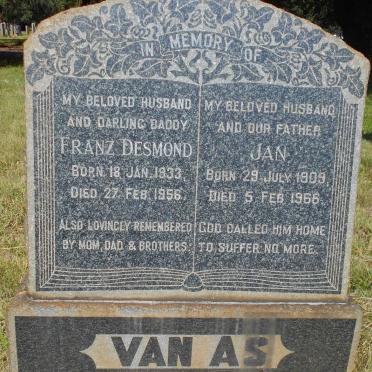 IN MEMORY OF
MY BELOVED HUSBAND
AND DARLING DADDY
FRANZ DESMOND
BORN 18 JAN. 1933.
DIED 27 FEB. 1956.
ALSO LOVINGLY REMEMBERED
BY MOM, DAD & BROTHERS.
MY BELOVED HUSBAND
AND OUR FATHER
JAN
BORN 29 JULY 1909
DIED 5 FEB 1966.
GOD CALLED HIM HOME
TO SUFFER NO MORE.
VAN AS